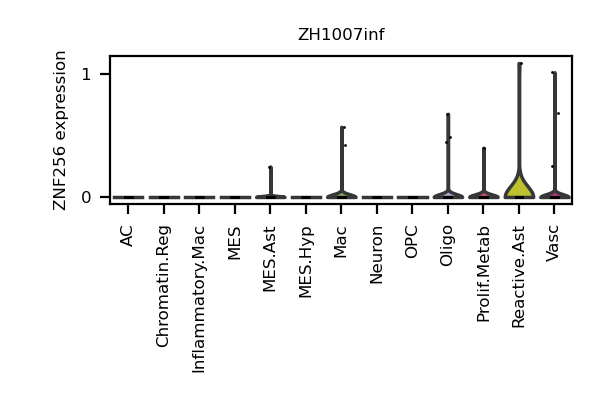 ZH1007inf
ZNF256 expression
1
0
AC
Chromatin.Reg
Inflammatory.Mac
MES
MES.Ast
MES.Hyp
Mac
Neuron
OPC
Oligo
Prolif.Metab
Reactive.Ast
Vasc